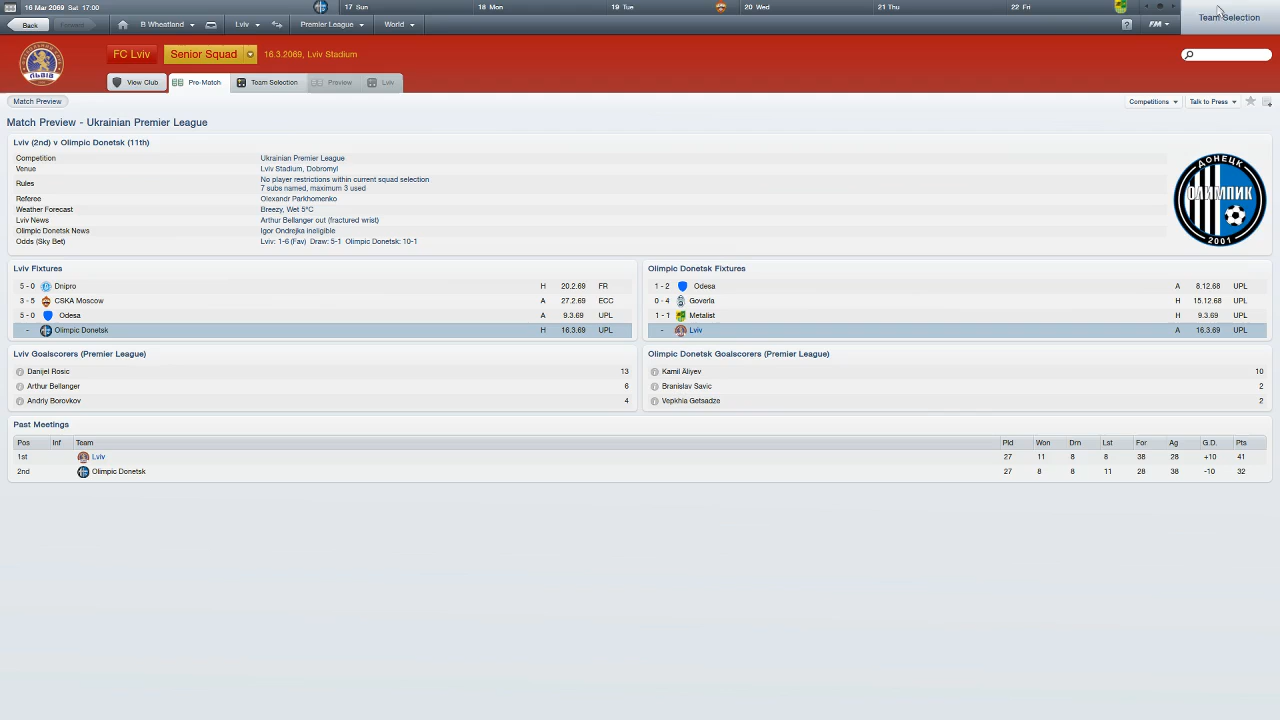 16 Mar 2069 Sat 17:00 17 Sun 18 Mon 19 Tue 20 Wed 21 Thu 22 Fri Team Selection
Back Forward B Wheatland Lviv Premier League World ? FM
FC Lviv Senior Squad 16.3.2069, Lviv Stadium
ЛЬВІВ
View Club Pre-Match Team Selection Preview Lviv
Match Preview Competitions Talk to Press
Match Preview - Ukrainian Premier League
Lviv (2nd) v Olimpic Donetsk (11th)
Competition Ukrainian Premier League
Venue Lviv Stadium, Dobromyl
Rules No player restrictions within current squad selection
7 subs named, maximum 3 used
Referee Olexandr Parkhomenko
Weather Forecast Breezy, Wet 5°C
Lviv News Arthur Bellanger out (fractured wrist)
Olimpic Donetsk News Igor Ondrejka ineligible
Odds (Sky Bet) Lviv: 1-6 (Fav) Draw: 5-1 Olimpic Donetsk: 10-1
ДОНЕЦК
ОЛИМПИК
2001
Lviv Fixtures
5 - 0 Dnipro H 20.2.69 FR
3 - 5 CSKA Moscow A 27.2.69 ECC
5 - 0 Odesa A 9.3.69 UPL
- Olimpic Donetsk H 16.3.69 UPL
Olimpic Donetsk Fixtures
1 - 2 Odesa A 8.12.68 UPL
0 - 4 Goverla H 15.12.68 UPL
1 - 1 Metalist H 9.3.69 UPL
- Lviv A 16.3.69 UPL
Lviv Goalscorers (Premier League)
Danijel Rosic 13
Arthur Bellanger 6
Andriy Borovkov 4
Olimpic Donetsk Goalscorers (Premier League)
Kamil Äliyev 10
Branislav Savic 2
Vepkhia Getsadze 2
Past Meetings
Pos Inf Team Pld Won Drn Lst For Ag G.D. Pts
1st Lviv 27 11 8 8 38 28 +10 41
2nd Olimpic Donetsk 27 8 8 11 28 38 -10 32